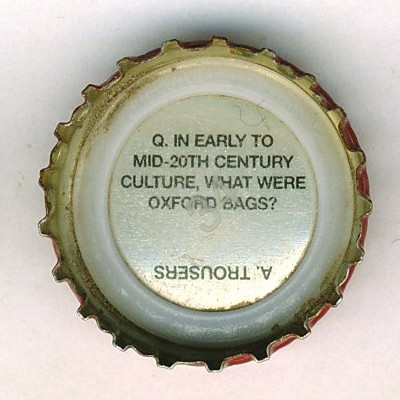 Q. IN EARLY TO
MID-20TH CENTURY
CULTURE, WHAT WERE
OXFORD BAGS?
A. TROUSERS